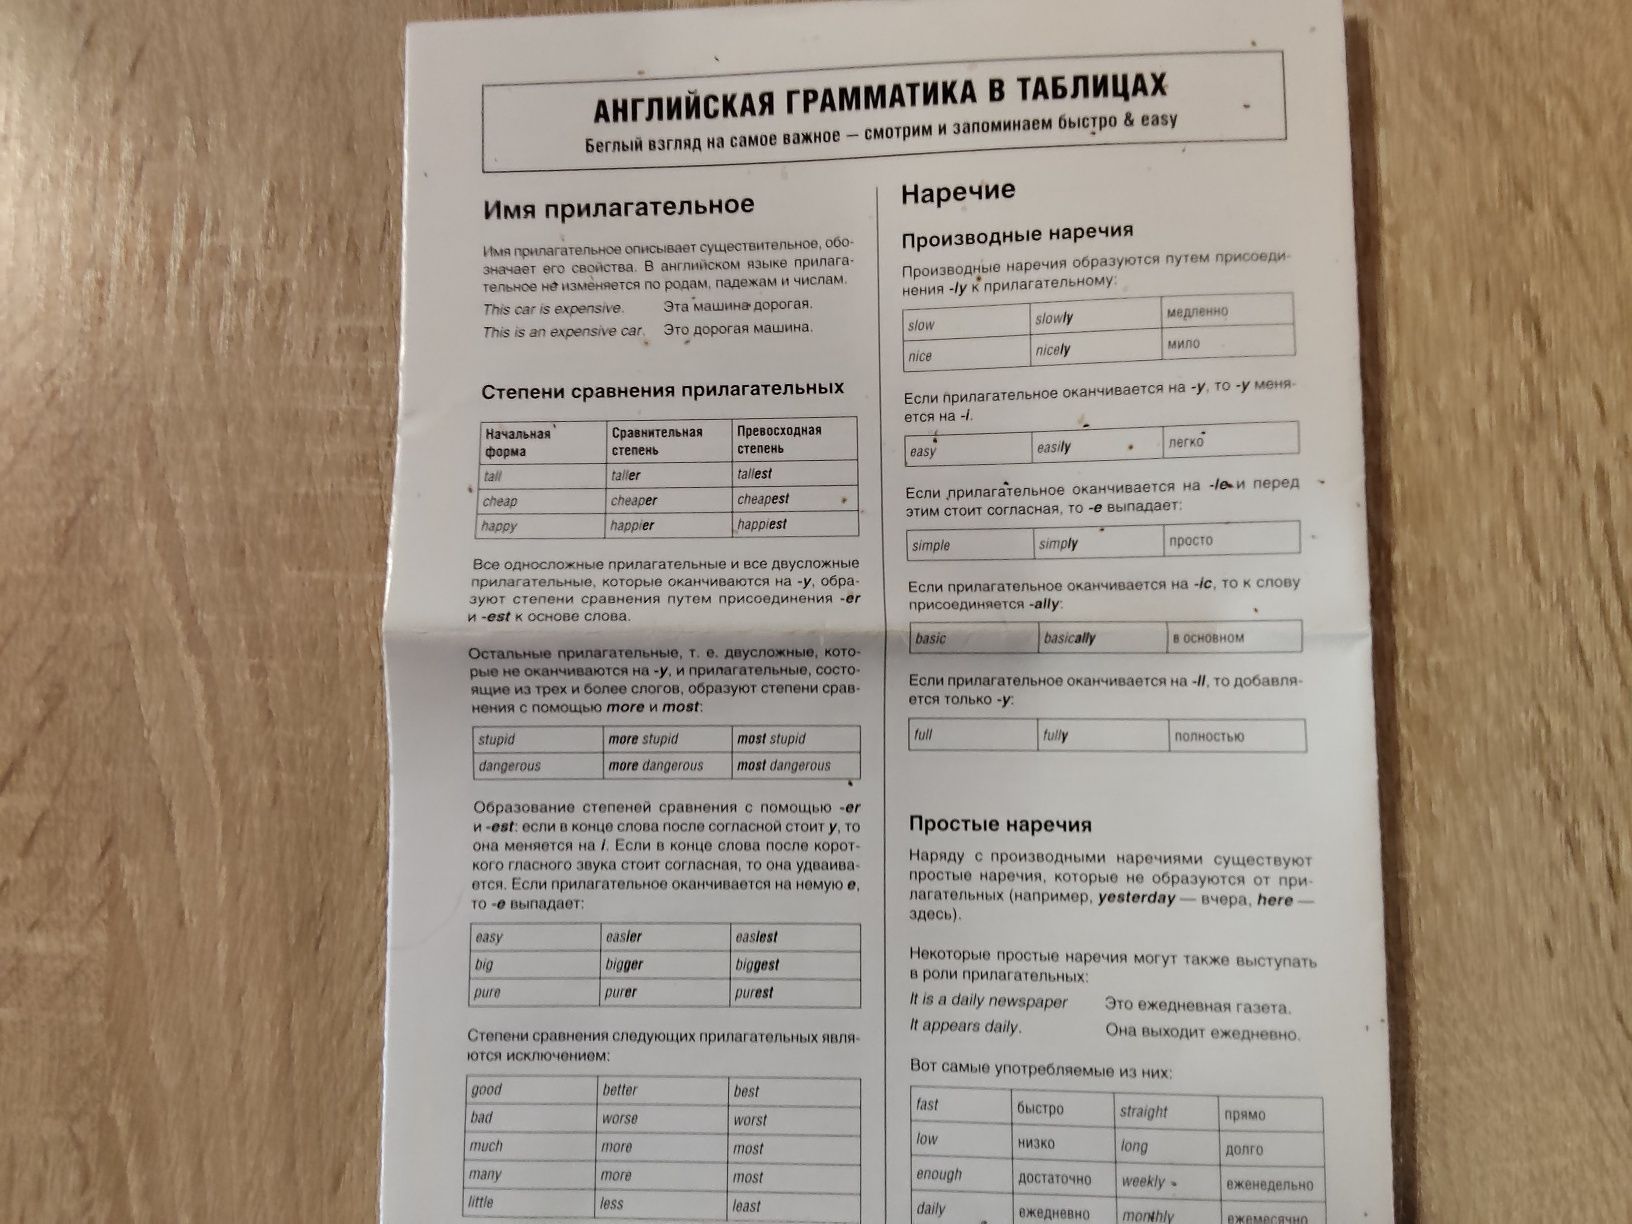 АНГЛИЙСКАЯ ГРАММАТИКА В ТАБЛИЦАХ
Беглый взгляд на самое важное — смотрим и запоминаем быстро & easy
Имя прилагательное
Имя прилагательное описывает существительное, обо-
значает его свойства. В английском языке прилага-
тельное не изменяется по родам, падежам и числам.
This car is expensive. Эта машина дорогая.
This is an expensive car. Это дорогая машина.
Степени сравнения прилагательных
Начальная форма Сравнительная степень Превосходная степень
tall taller tallest
cheap cheaper cheapest
happy happier happiest
Все односложные прилагательные и все двусложные
прилагательные, которые оканчиваются на -y, обра-
зуют степени сравнения путем присоединения -er
и -est к основе слова.
Остальные прилагательные, т. е. двусложные, кото-
рые не оканчиваются на -y, и прилагательные, состо-
ящие из трех и более слогов, образуют степени срав-
нения с помощью more и most:
stupid more stupid most stupid
dangerous more dangerous most dangerous
Образование степеней сравнения с помощью -er
и -est: если в конце слова после согласной стоит y, то
она меняется на i. Если в конце слова после корот-
кого гласного звука стоит согласная, то она удваива-
ется. Если прилагательное оканчивается на немую e,
то -e выпадает:
easy easier easiest
big bigger biggest
pure purer purest
Степени сравнения следующих прилагательных явля-
ются исключением:
good better best
bad worse worst
much more most
many more most
little less least
Наречие
Производные наречия
Производные наречия образуются путем присоеди-
нения -ly к прилагательному:
slow slowly медленно
nice nicely мило
Если прилагательное оканчивается на -y, то -y меня-
ется на -i.
easy easily легко
Если прилагательное оканчивается на -le и перед
этим стоит согласная, то -e выпадает:
simple simply просто
Если прилагательное оканчивается на -ic, то к слову
присоединяется -ally:
basic basically в основном
Если прилагательное оканчивается на -ll, то добавля-
ется только -y:
full fully полностью
Простые наречия
Наряду с производными наречиями существуют
простые наречия, которые не образуются от при-
лагательных (например, yesterday — вчера, here —
здесь).
Некоторые простые наречия могут также выступать
в роли прилагательных:
It is a daily newspaper Это ежедневная газета.
It appears daily. Она выходит ежедневно.
Вот самые употребляемые из них:
fast быстро straight прямо
low низко long долго
enough достаточно weekly еженедельно
daily ежедневно monthly ежемесячно